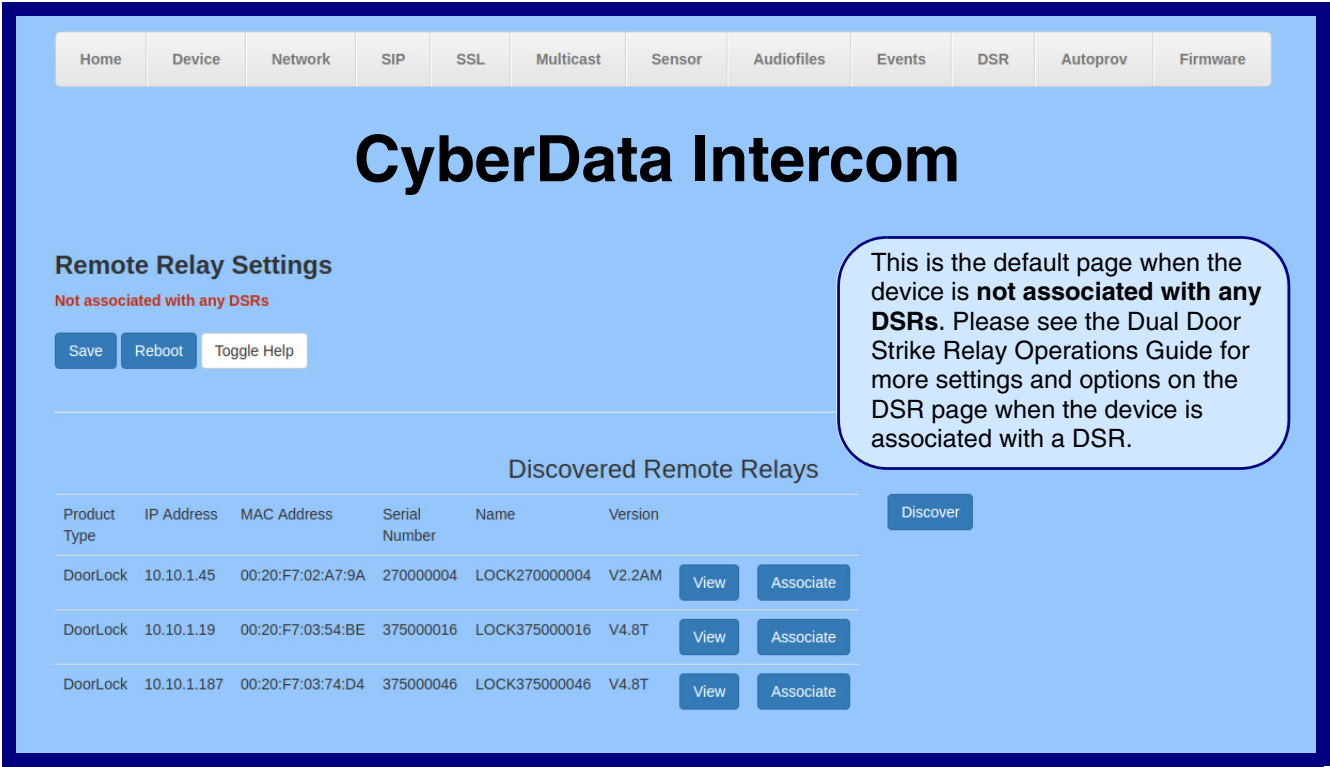 Home Device Network SIP SSL Multicast Sensor Audiofiles Events DSR Autoprov Firmware
CyberData Intercom
Remote Relay Settings
Not associated with any DSRs
Save Reboot Toggle Help
This is the default page when the
device is not associated with any
DSRs. Please see the Dual Door
Strike Relay Operations Guide for
more settings and options on the
DSR page when the device is
associated with a DSR.
Discovered Remote Relays
Product IP Address MAC Address Serial Name Version
Type Number
Discover
DoorLock 10.10.1.45 00:20:F7:02:A7:9A 270000004 LOCK270000004 V2.2AM View Associate
DoorLock 10.10.1.19 00:20:F7:03:54:BE 375000016 LOCK375000016 V4.8T View Associate
DoorLock 10.10.1.187 00:20:F7:03:74:D4 375000046 LOCK375000046 V4.8T View Associate